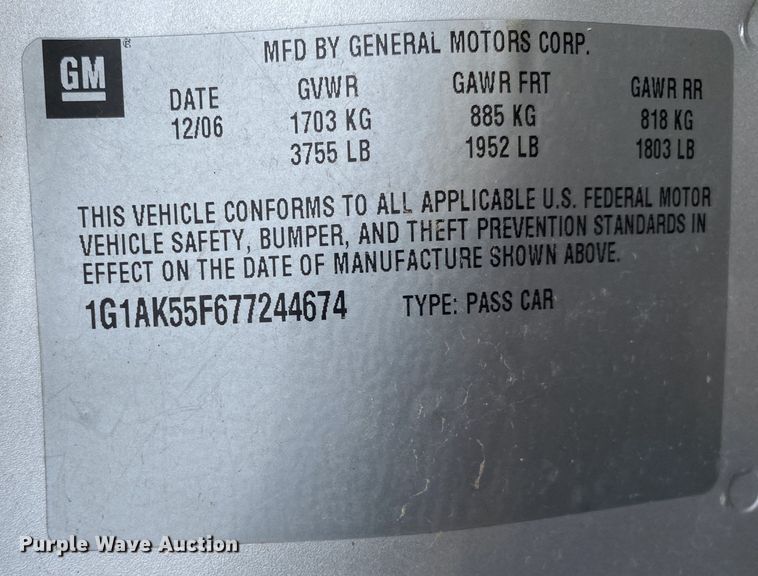 GM ®
MFD BY GENERAL MOTORS CORP.
DATE GVWR GAWR FRT GAWR RR
12/06 1703 KG 885 KG 818 KG
3755 LB 1952 LB 1803 LB
THIS VEHICLE CONFORMS TO ALL APPLICABLE U.S. FEDERAL MOTOR
VEHICLE SAFETY, BUMPER, AND THEFT PREVENTION STANDARDS IN
EFFECT ON THE DATE OF MANUFACTURE SHOWN ABOVE.
1G1AK55F677244674 TYPE: PASS CAR
Purple Wave Auction